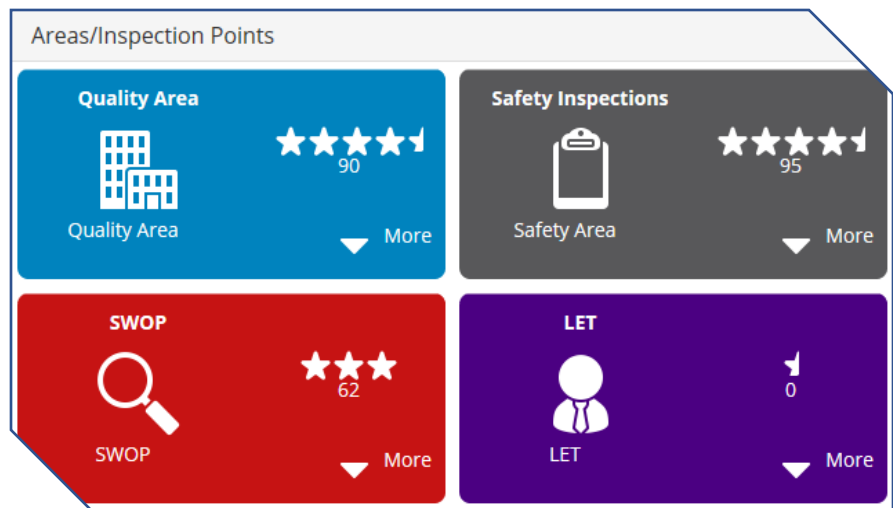 Areas/Inspection Points
Quality Area
90
Quality Area
More
Safety Inspections
95
Safety Area
More
SWOP
62
SWOP
More
LET
0
LET
More